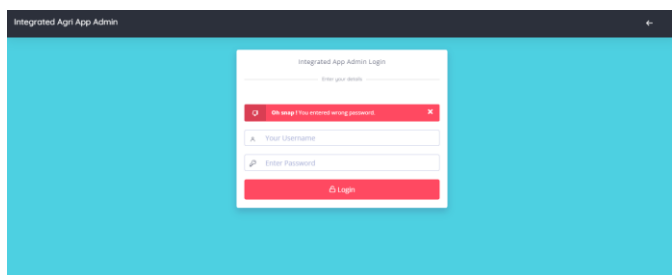 Integrated Agri App Admin
Integrated App Admin Login
Enter your details
Oh snap ! You entered wrong password.
Your Username
Enter Password
Login